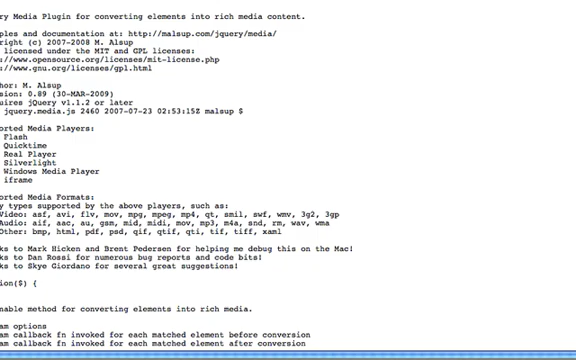 ry Media Plugin for converting elements into rich media content.
ples and documentation at: http://malsup.com/jquery/media/
right (c) 2007-2008 M. Alsup
licensed under the MIT and GPL licenses:
://www.opensource.org/licenses/mit-license.php
://www.gnu.org/licenses/gpl.html
hor: M. Alsup
sion: 0.89 (30-MAR-2009)
uires jQuery v1.1.2 or later
jquery.media.js 2460 2007-07-23 02:53:15Z malsup $
orted Media Players:
Flash
Quicktime
Real Player
Silverlight
Windows Media Player
iframe
orted Media Formats:
y types supported by the above players, such as:
Video: asf, avi, flv, mov, mpg, mpeg, mp4, qt, smil, swf, wmv, 3g2, 3gp
Audio: aif, aac, au, gsm, mid, midi, mov, mp3, m4a, snd, rm, wav, wma
Other: bmp, html, pdf, psd, qif, qtif, qti, tif, tiff, xaml
ks to Mark Hicken and Brent Pedersen for helping me debug this on the Mac!
ks to Dan Rossi for numerous bug reports and code bits!
ks to Skye Giordano for several great suggestions!
ion($) {
nable method for converting elements into rich media.
am options
am callback fn invoked for each matched element before conversion
am callback fn invoked for each matched element after conversion